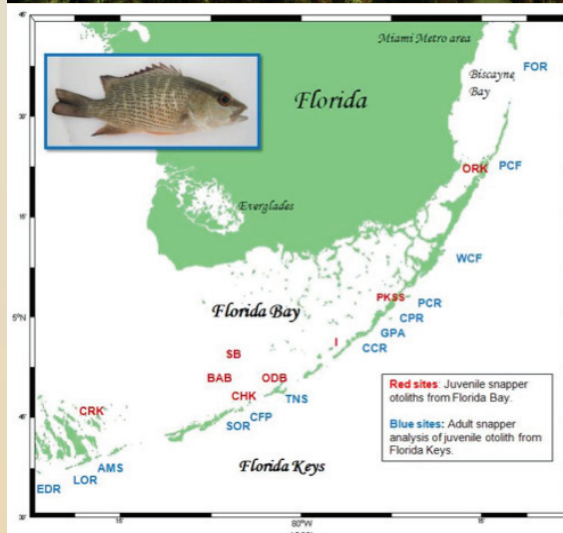 Miami Metro area
FOR
Biscayne
Bay
Florida
ORK
PCF
Everglades
WCF
PKSS
PCR
Florida Bay
CPR
GPA
I
CCR
SB
BAB
ODB
CHK
TNS
CRK
CFP
SOR
AMS
LOR
EDR
Florida Keys
Red sites: Juvenile snapper
otoliths from Florida Bay.
Blue sites: Adult snapper
analysis of juvenile otolith from
Florida Keys.
80°W